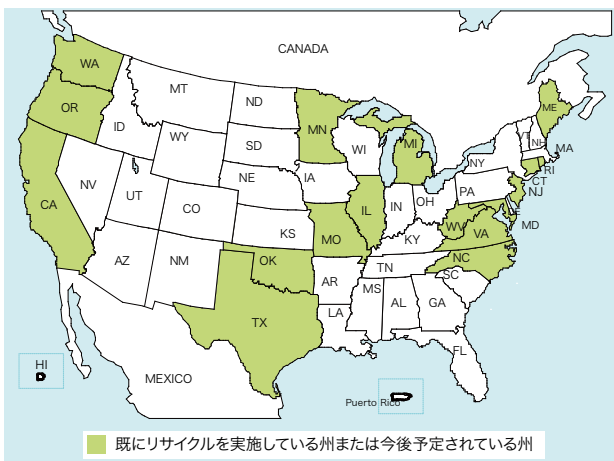 CANADA
WA
MT
ND
OR
ID
MN
ME
WY
SD
WI
MI
VT
NH
MA
NY
RI
CT
NV
NE
IA
PA
NJ
UT
CA
CO
IL
IN
OH
DE
MD
KS
MO
WV
VA
KY
NC
AZ
NM
OK
TN
SC
AR
MS
AL
GA
LA
TX
FL
HI
MEXICO
Puerto Rico
既にリサイクルを実施している州または今後予定されている州